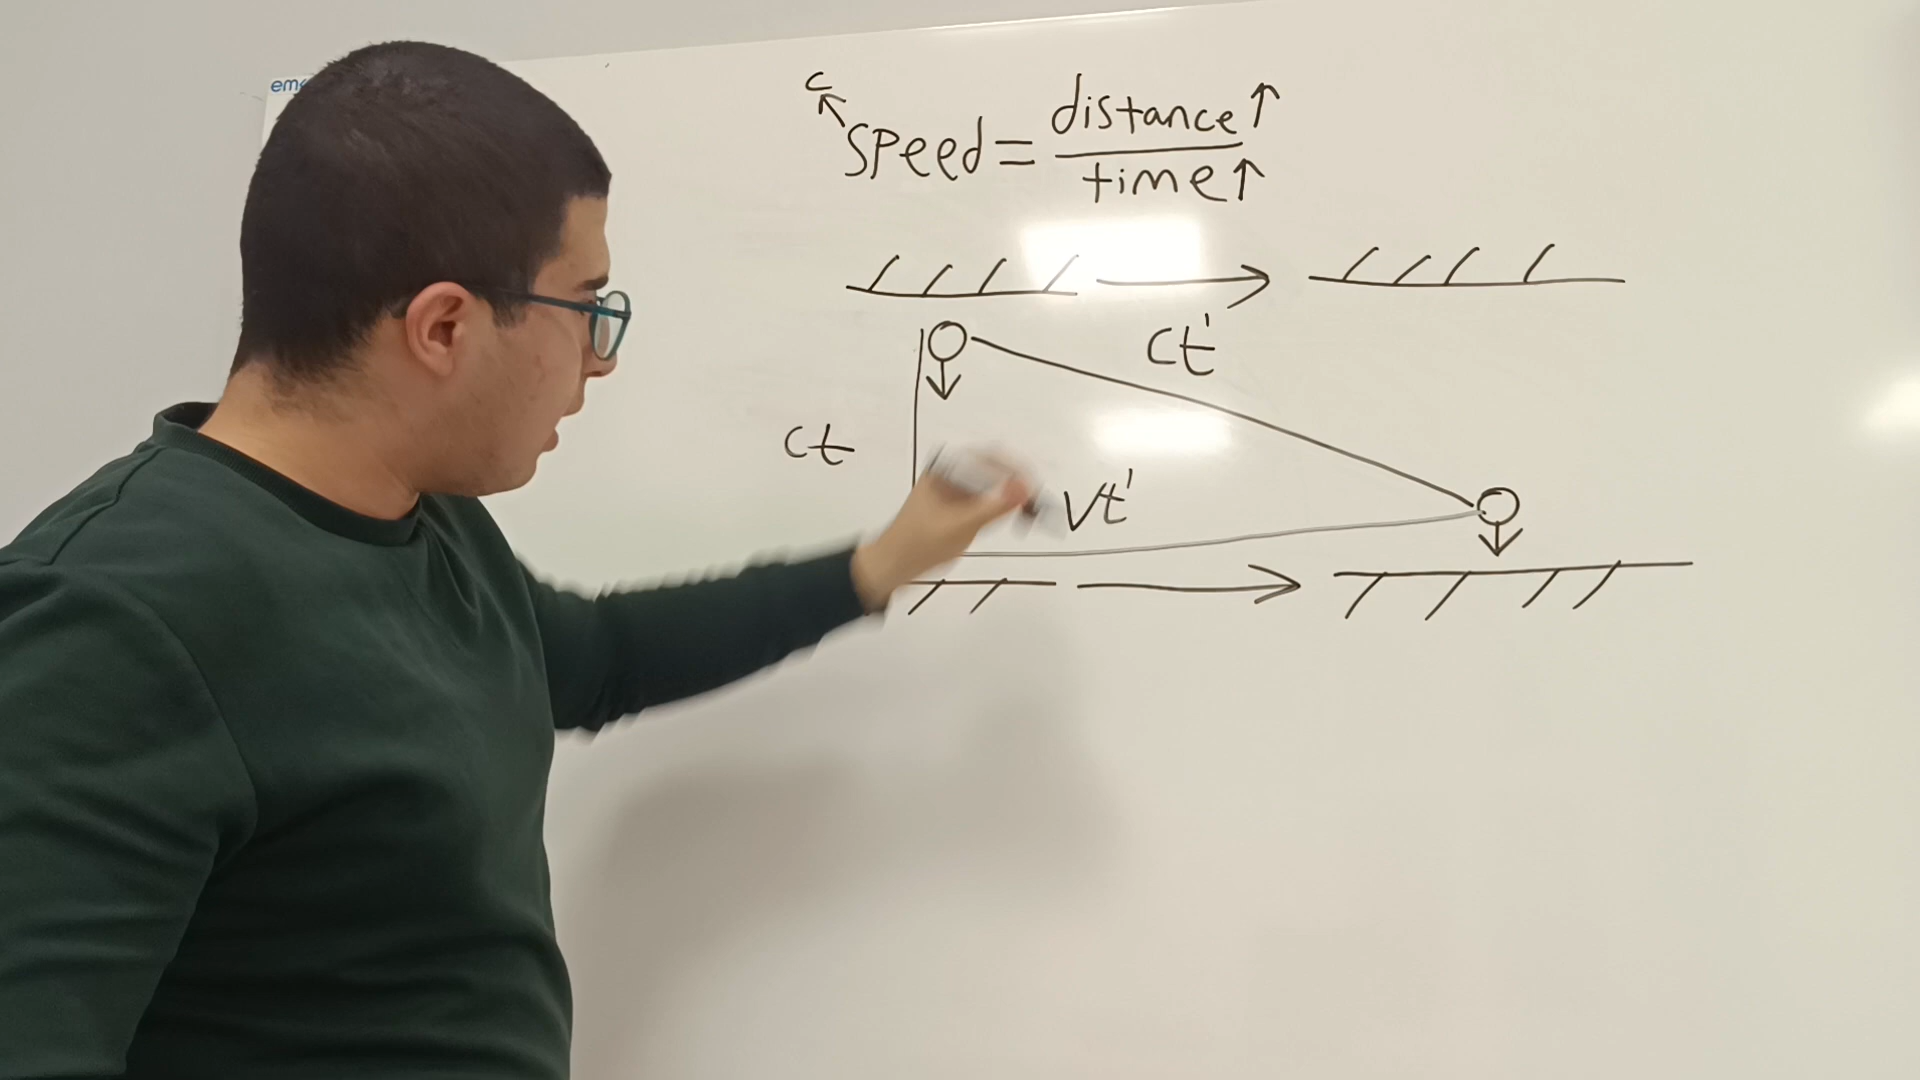 c
speed = distance↑ / time↑
ct'
ct
vt'